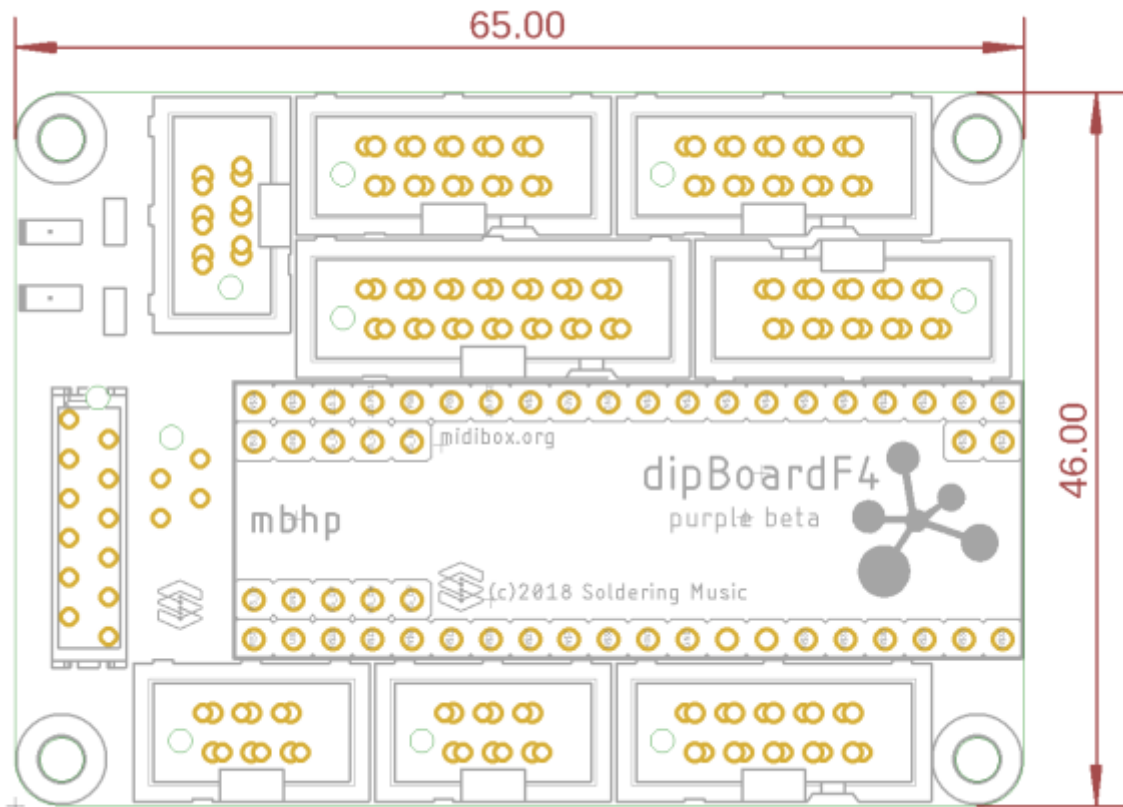 65.00
46.00
midibox.org
dipBoardF4
purple beta
mbhp
(c)2018 Soldering Music